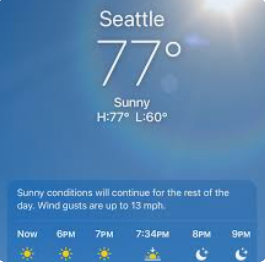 Seattle
77°
Sunny
H:77° L:60°
Sunny conditions will continue for the rest of the
day. Wind gusts are up to 13 mph.
Now 6PM 7PM 7:34PM 8PM 9PM